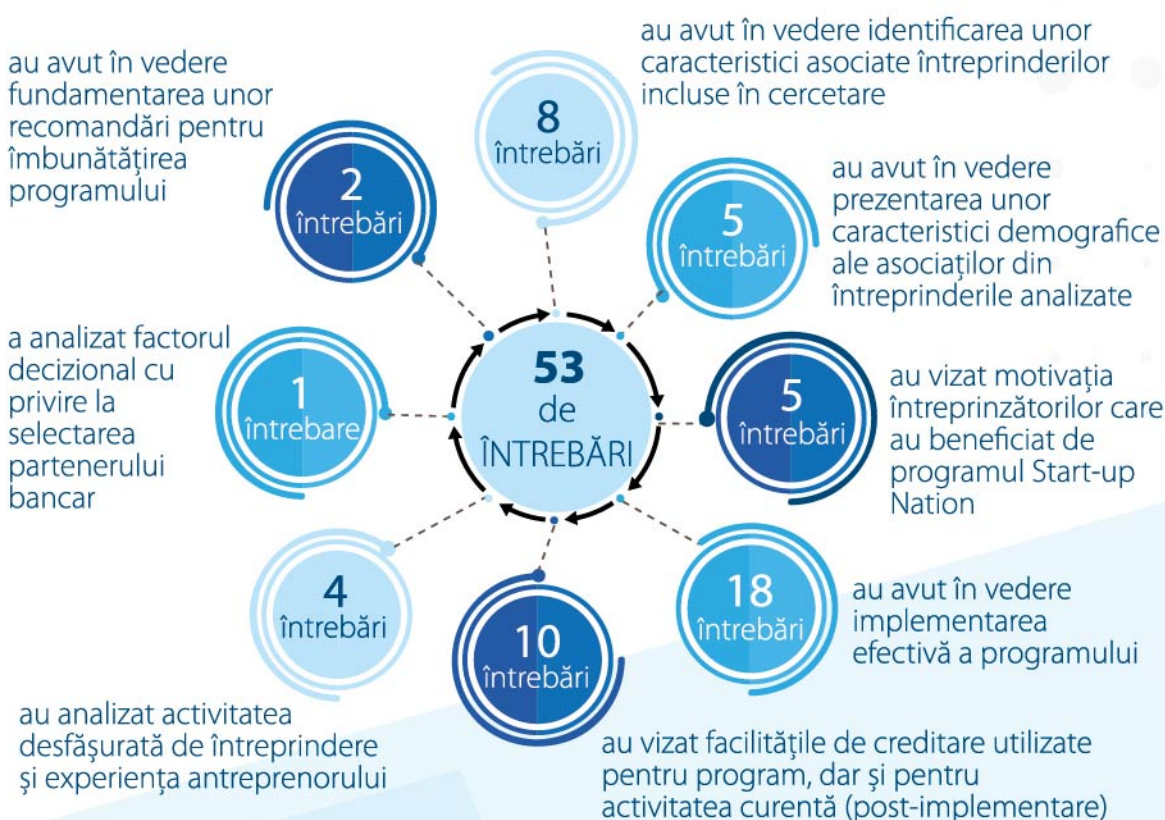 au avut în vedere
fundamentarea unor
recomandări pentru
îmbunătățirea
programului
2
întrebări
8
întrebări
au avut în vedere identificarea unor
caracteristici asociate întreprinderilor
incluse în cercetare
5
întrebări
au avut în vedere
prezentarea unor
caracteristici demografice
ale asociaților din
întreprinderile analizate
a analizat factorul
decizional cu
privire la
selectarea
partenerului
bancar
1
întrebare
53
de
ÎNTREBĂRI
5
întrebări
au vizat motivația
întreprinzătorilor care
au beneficiat de
programul Start-up
Nation
4
întrebări
au analizat activitatea
desfășurată de întreprindere
și experiența antreprenorului
10
întrebări
au vizat facilitățile de creditare utilizate
pentru program, dar și pentru
activitatea curentă (post-implementare)
18
întrebări
au avut în vedere
implementarea
efectivă a programului